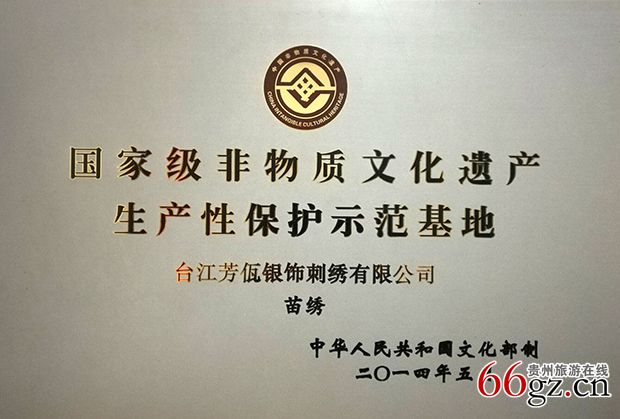 中国非物质文化遗产
CHINA INTANGIBLE CULTURAL HERITAGE
国家级非物质文化遗产
生产性保护示范基地
台江芳佤银饰刺绣有限公司
苗绣
中华人民共和国文化部制
二〇一四年五
贵州旅游在线
66gz.cn